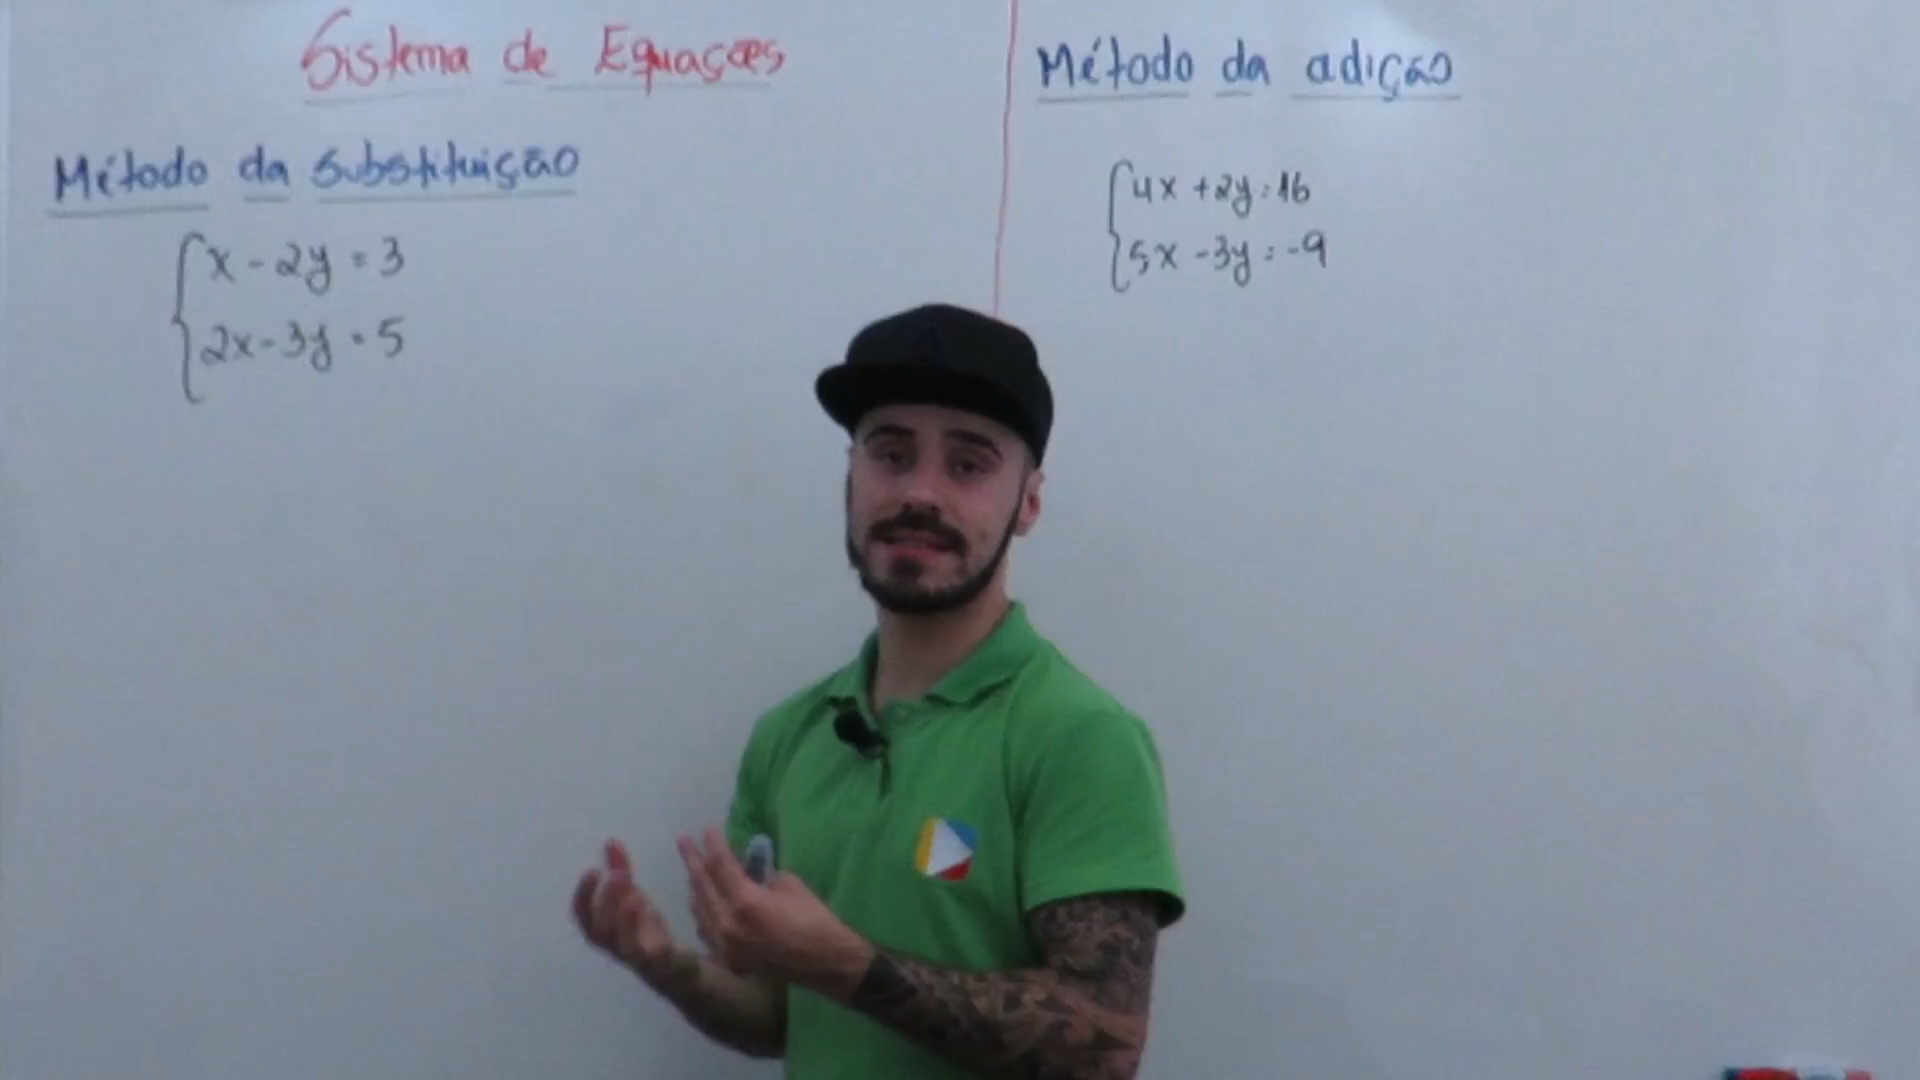 Sistema de Equações
Método da substituição
x - 2y = 3
2x - 3y = 5
Método da adição
4x + 2y = 16
5x - 3y = -9